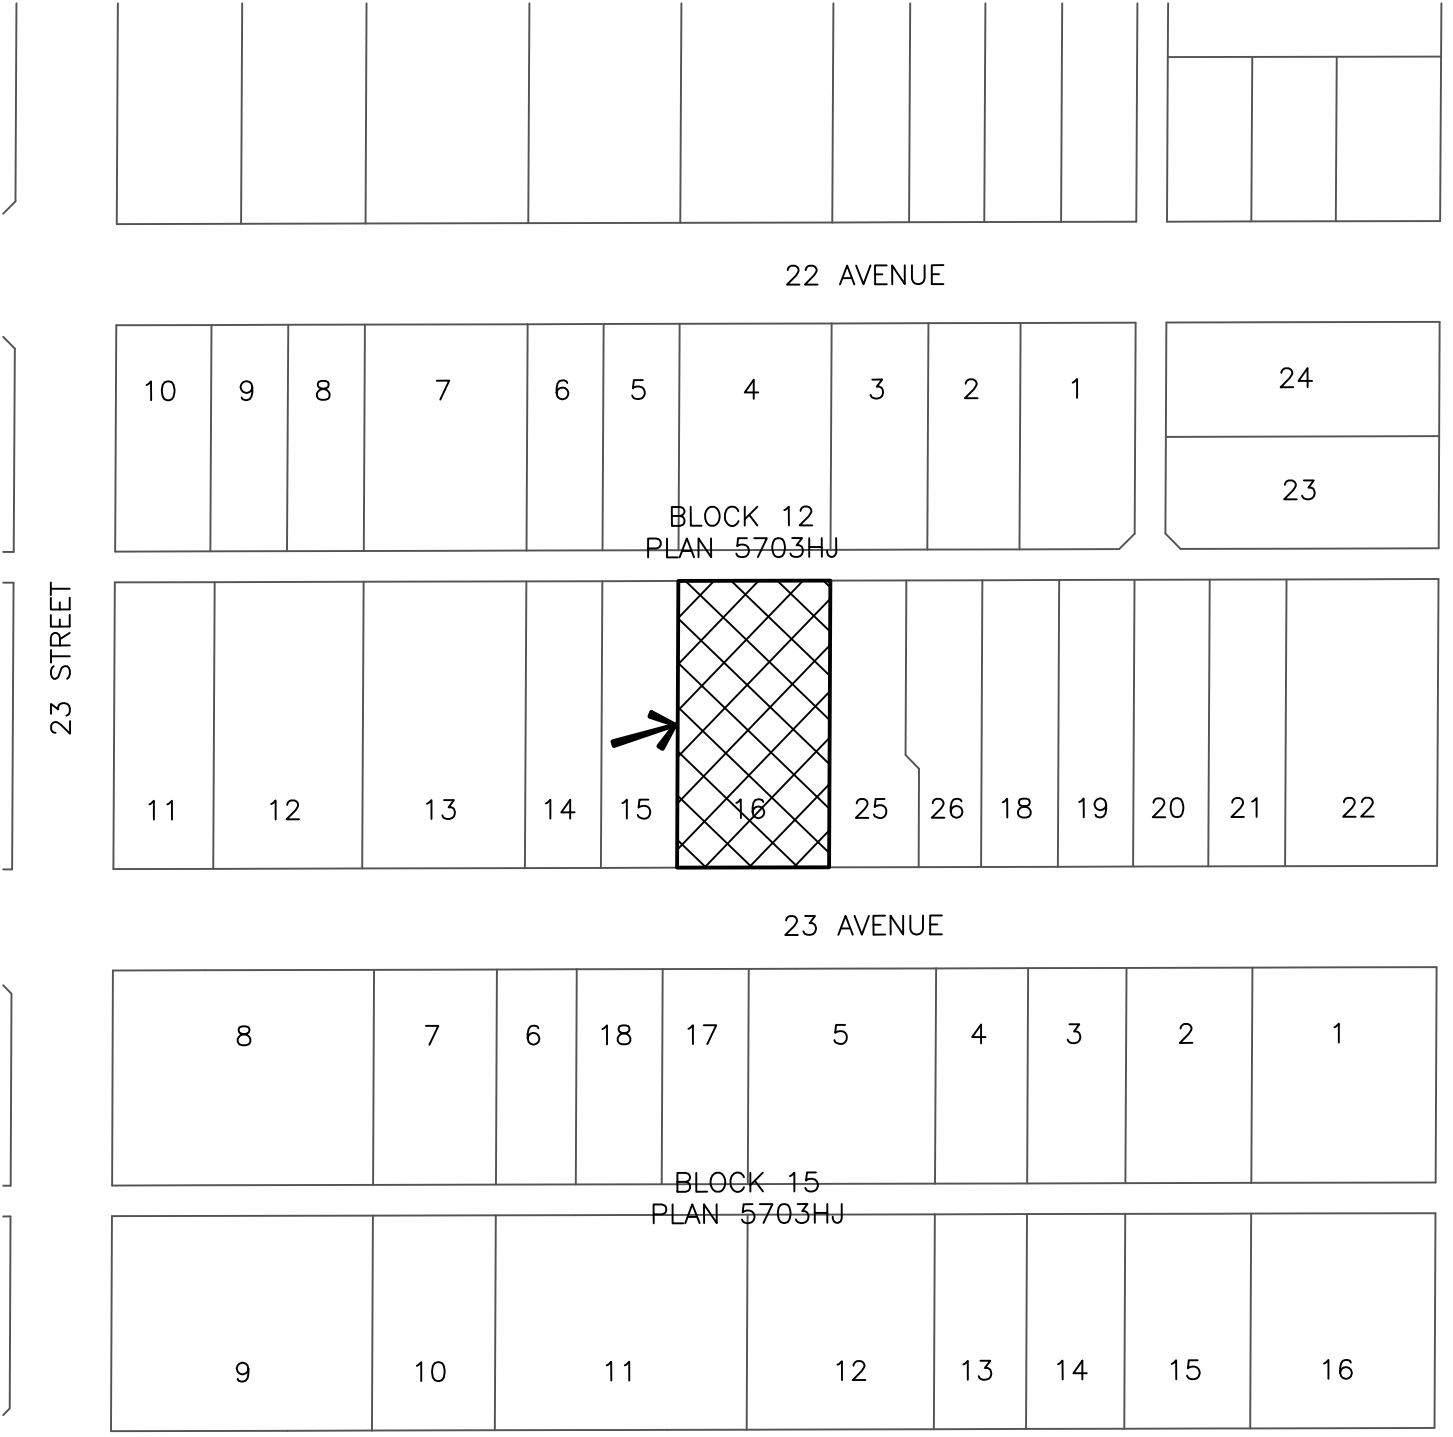 22 AVENUE
10 9 8 7 6 5 4 3 2 1 24
23
BLOCK 12
PLAN 5703HJ
23 STREET
11 12 13 14 15 16 25 26 18 19 20 21 22
23 AVENUE
8 7 6 18 17 5 4 3 2 1
BLOCK 15
PLAN 5703HJ
9 10 11 12 13 14 15 16